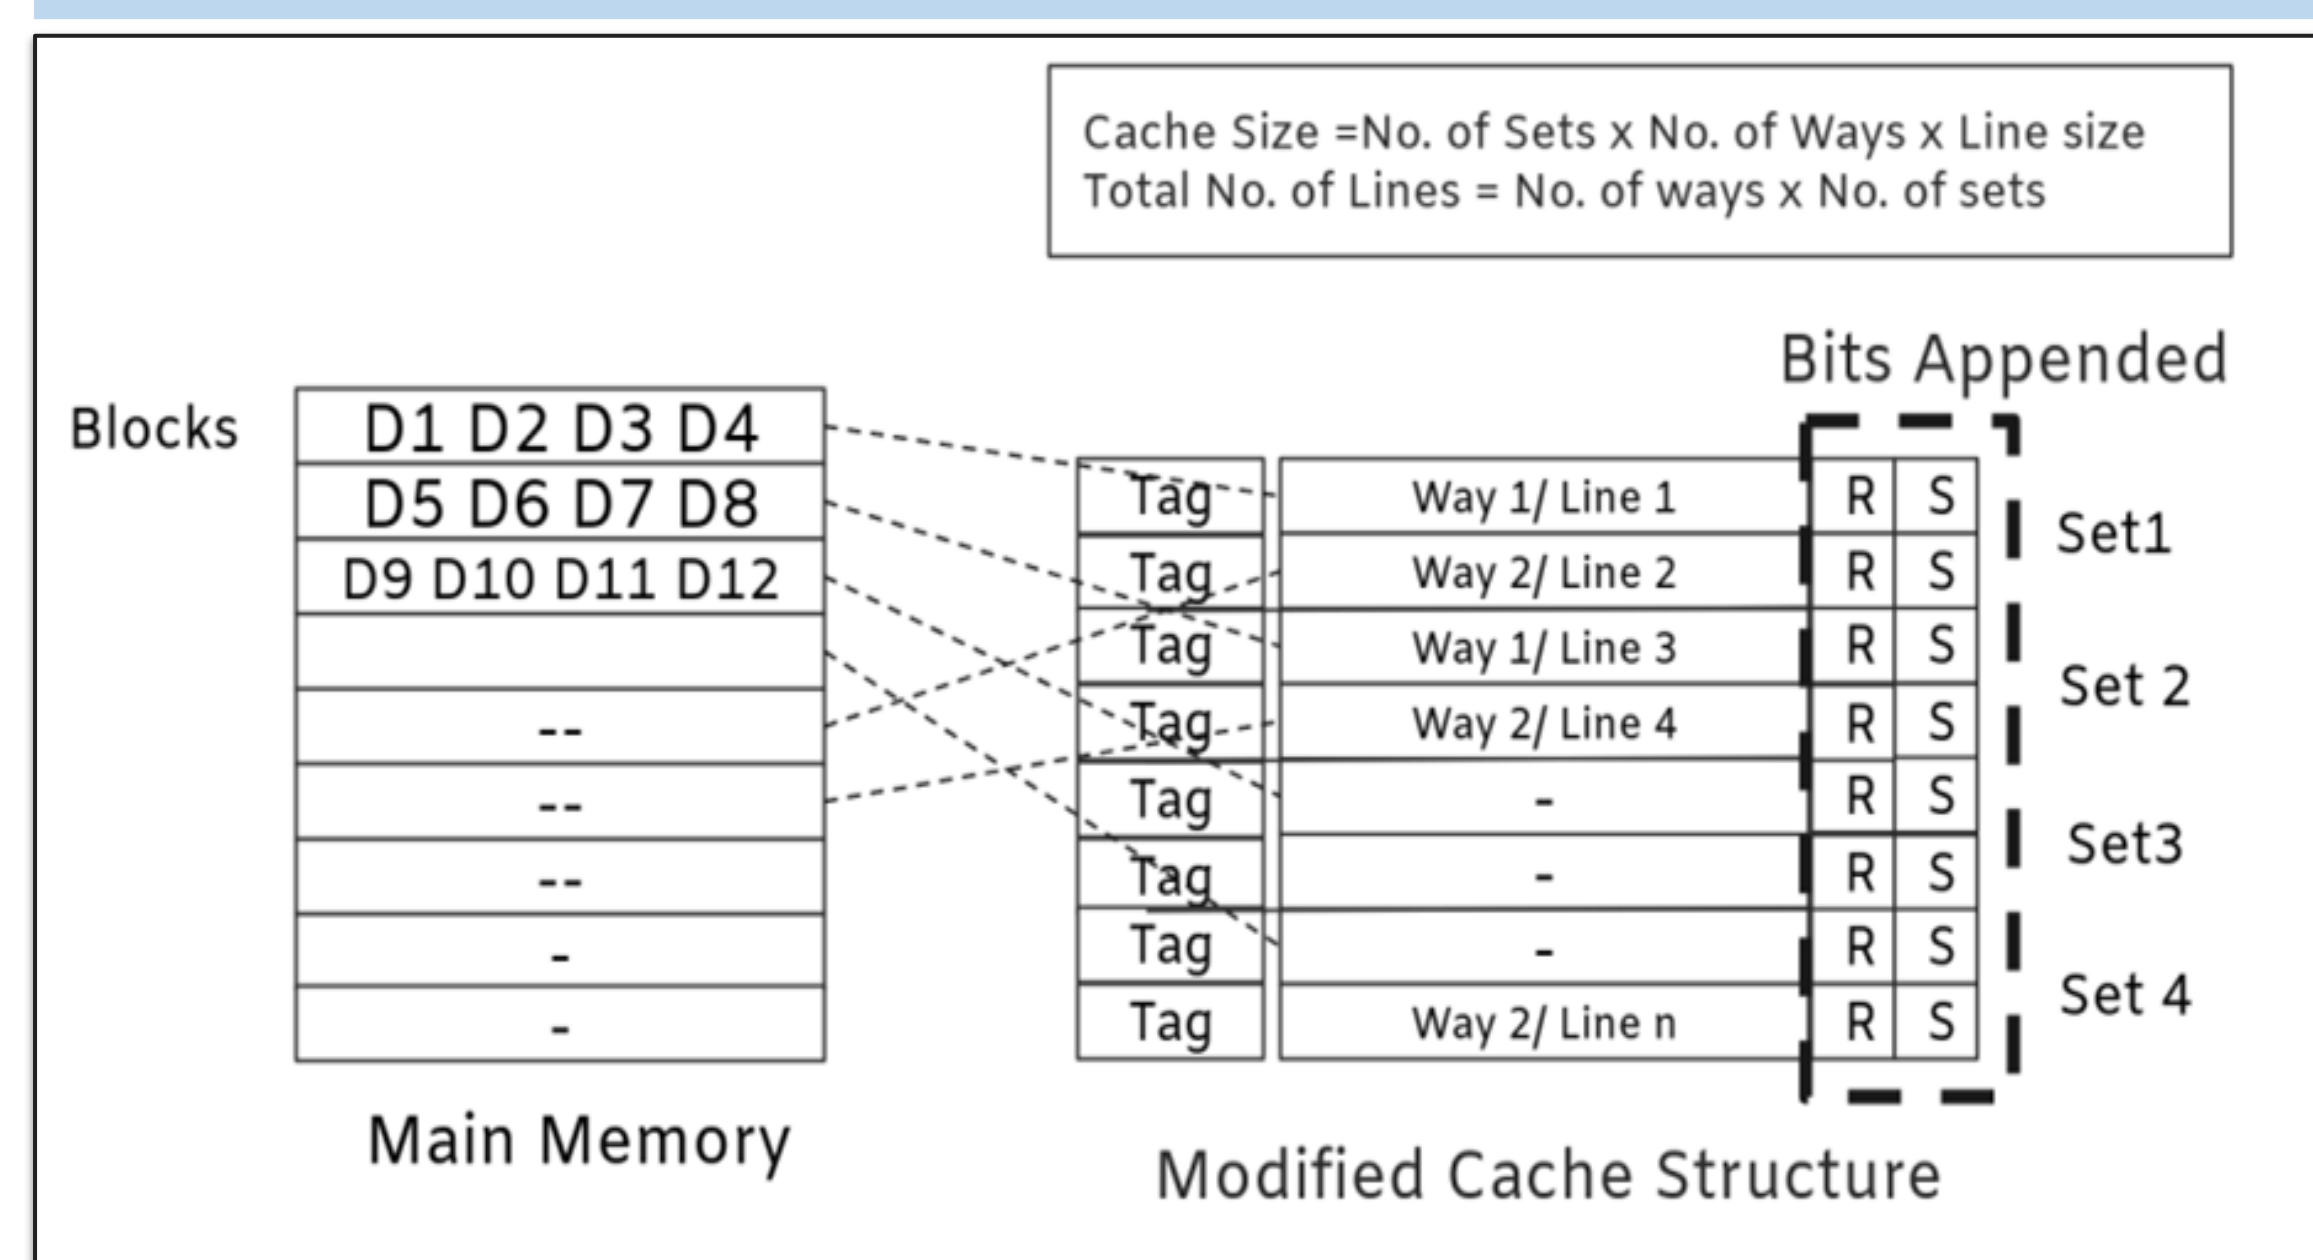 Cache Size =No. of Sets x No. of Ways x Line size
Total No. of Lines = No. of ways x No. of sets
Bits Appended
Blocks
D1 D2 D3 D4
D5 D6 D7 D8
D9 D10 D11 D12
--
--
--
-
-
Main Memory
Tag Way 1/ Line 1 R S
Tag Way 2/ Line 2 R S
Set1
Tag Way 1/ Line 3 R S
Tag Way 2/ Line 4 R S
Set 2
Tag - R S
Tag - R S
Set3
Tag - R S
Tag Way 2/ Line n R S
Set 4
Modified Cache Structure